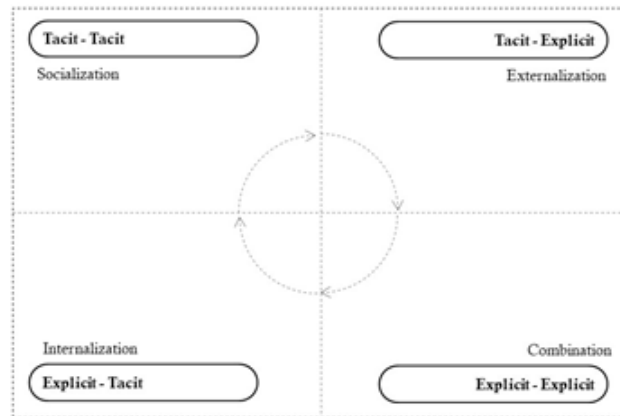 Tacit - Tacit
Tacit - Explicit
Socialization
Externalization
Internalization
Combination
Explicit - Tacit
Explicit - Explicit